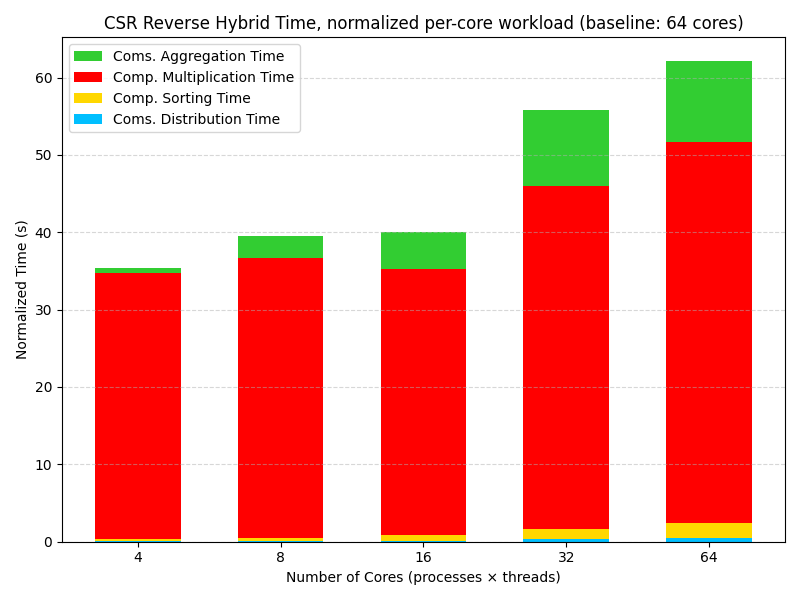 CSR Reverse Hybrid Time, normalized per-core workload (baseline: 64 cores)
Coms. Aggregation Time
Comp. Multiplication Time
Comp. Sorting Time
Coms. Distribution Time
Normalized Time (s)
60
50
40
30
20
10
0
4 8 16 32 64
Number of Cores (processes × threads)